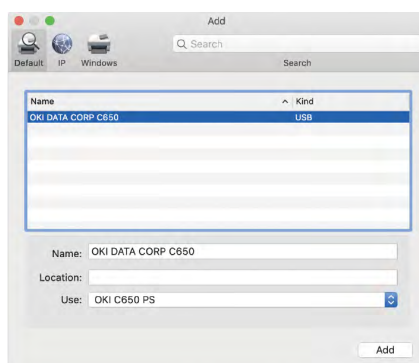 Add
Search
Default IP Windows Search
Name Kind
OKI DATA CORP C650 USB
Name: OKI DATA CORP C650
Location:
Use: OKI C650 PS
Add